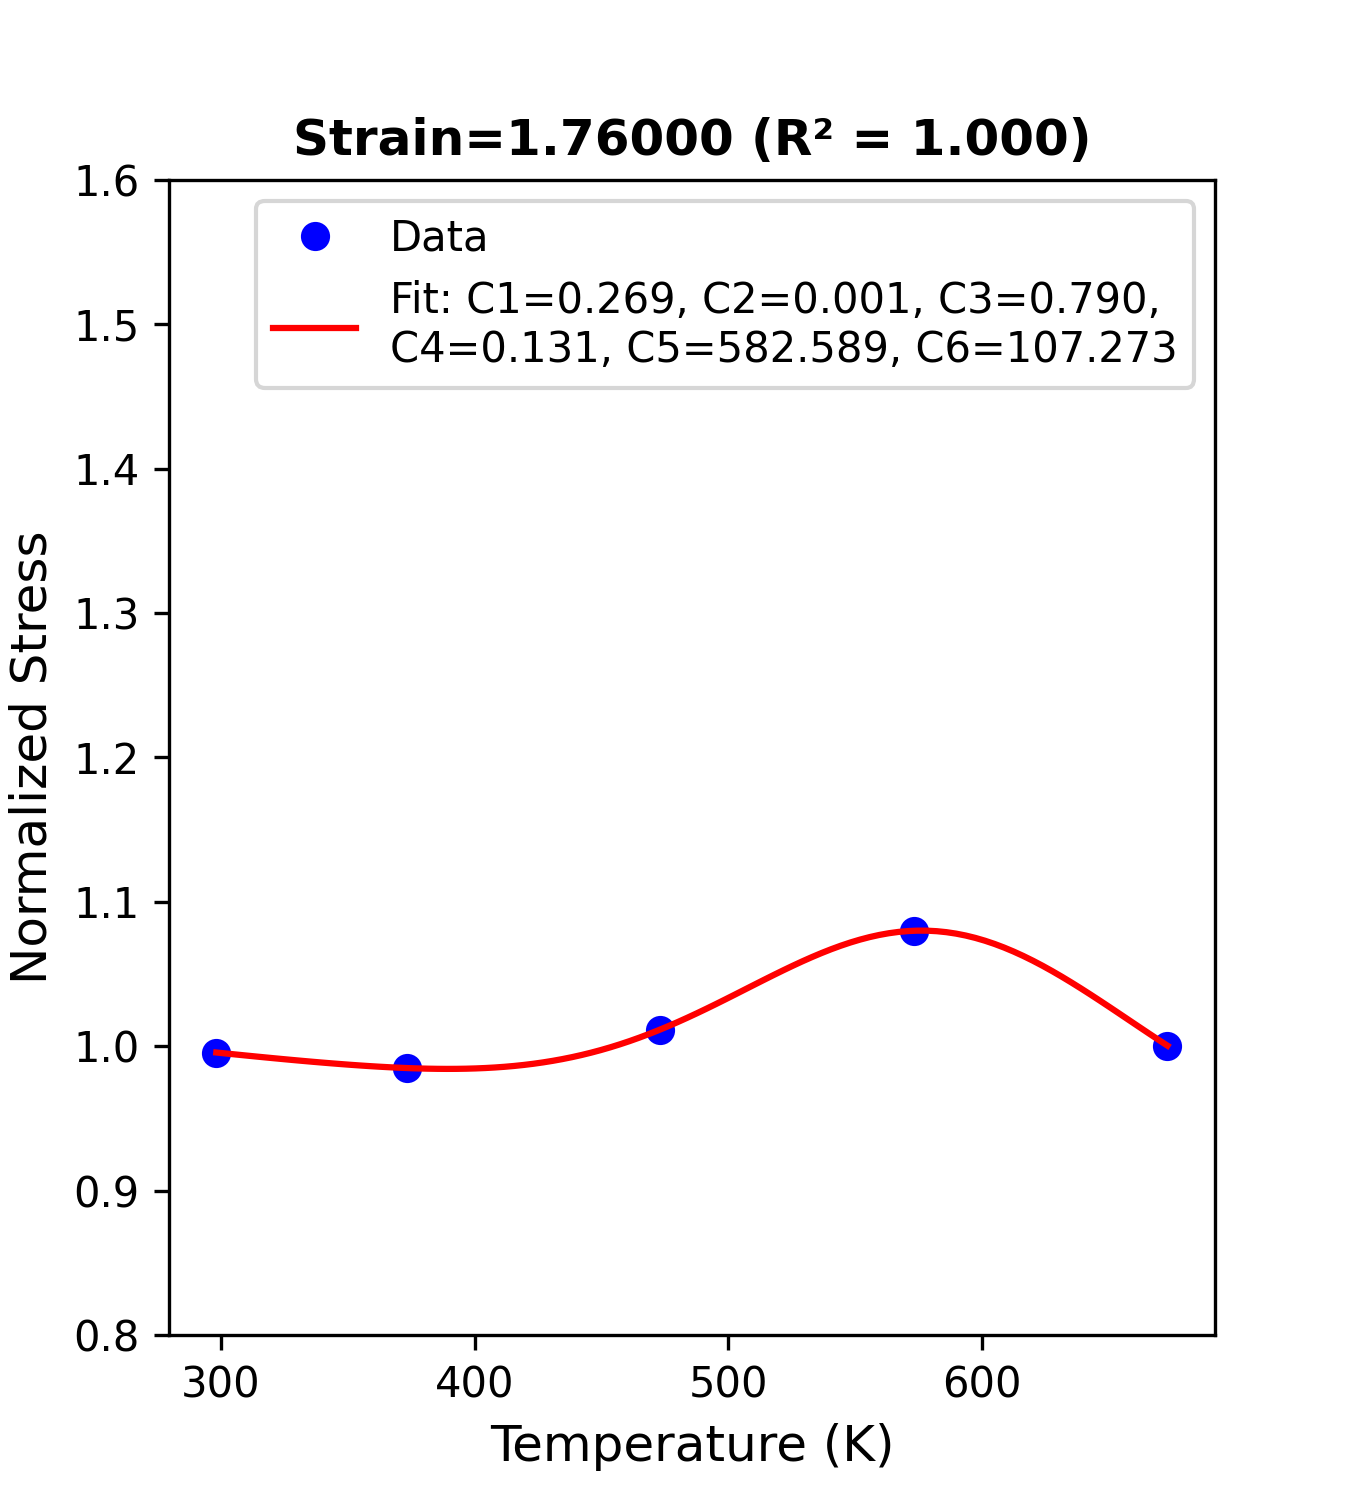 Strain=1.76000 (R² = 1.000)
Data
Fit: C1=0.269, C2=0.001, C3=0.790,
C4=0.131, C5=582.589, C6=107.273
Normalized Stress
1.6
1.5
1.4
1.3
1.2
1.1
1.0
0.9
0.8
300 400 500 600
Temperature (K)